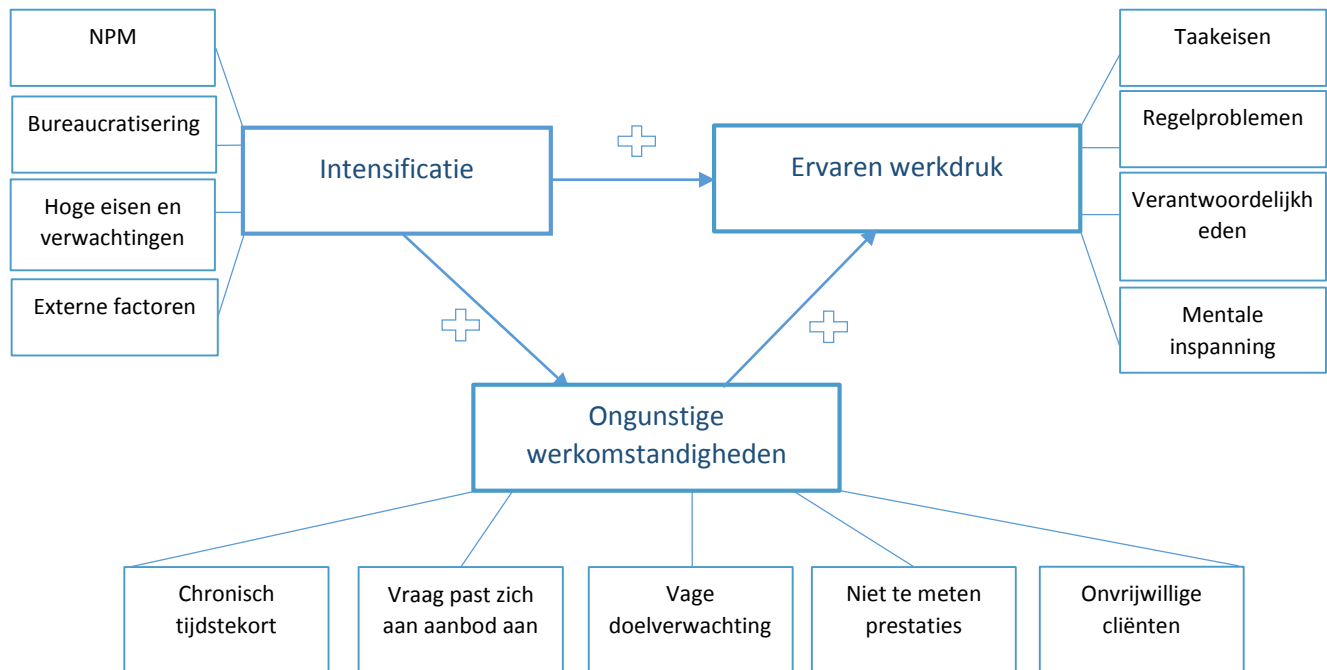 NPM
Bureaucratisering
Hoge eisen en
verwachtingen
Externe factoren
Intensificatie
Ervaren werkdruk
Taakeisen
Regelproblemen
Verantwoordelijkh
eden
Mentale
inspanning
Ongunstige
werkomstandigheden
Chronisch
tijdstekort
Vraag past zich
aan aanbod aan
Vage
doelverwachting
Niet te meten
prestaties
Onvrijwillige
cliënten